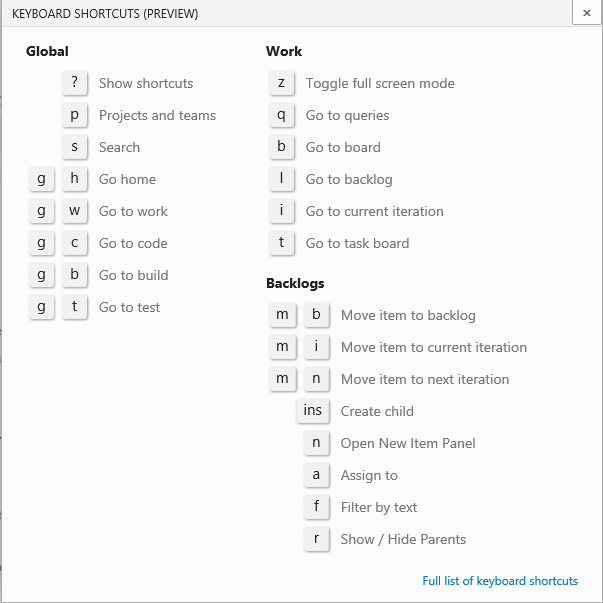 KEYBOARD SHORTCUTS (PREVIEW)
×
Global
? Show shortcuts
p Projects and teams
s Search
g h Go home
g w Go to work
g c Go to code
g b Go to build
g t Go to test
Work
z Toggle full screen mode
q Go to queries
b Go to board
l Go to backlog
i Go to current iteration
t Go to task board
Backlogs
m b Move item to backlog
m i Move item to current iteration
m n Move item to next iteration
ins Create child
n Open New Item Panel
a Assign to
f Filter by text
r Show / Hide Parents
Full list of keyboard shortcuts